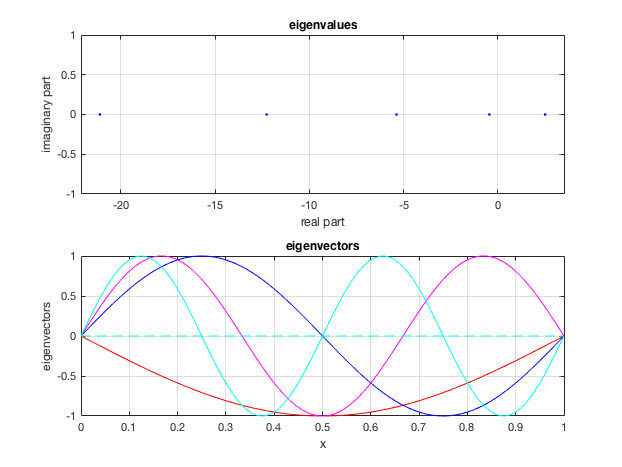 eigenvalues
1
0.5
0
-0.5
-1
imaginary part
-20 -15 -10 -5 0
real part
eigenvectors
1
0.5
0
-0.5
-1
eigenvectors
0 0.1 0.2 0.3 0.4 0.5 0.6 0.7 0.8 0.9 1
x